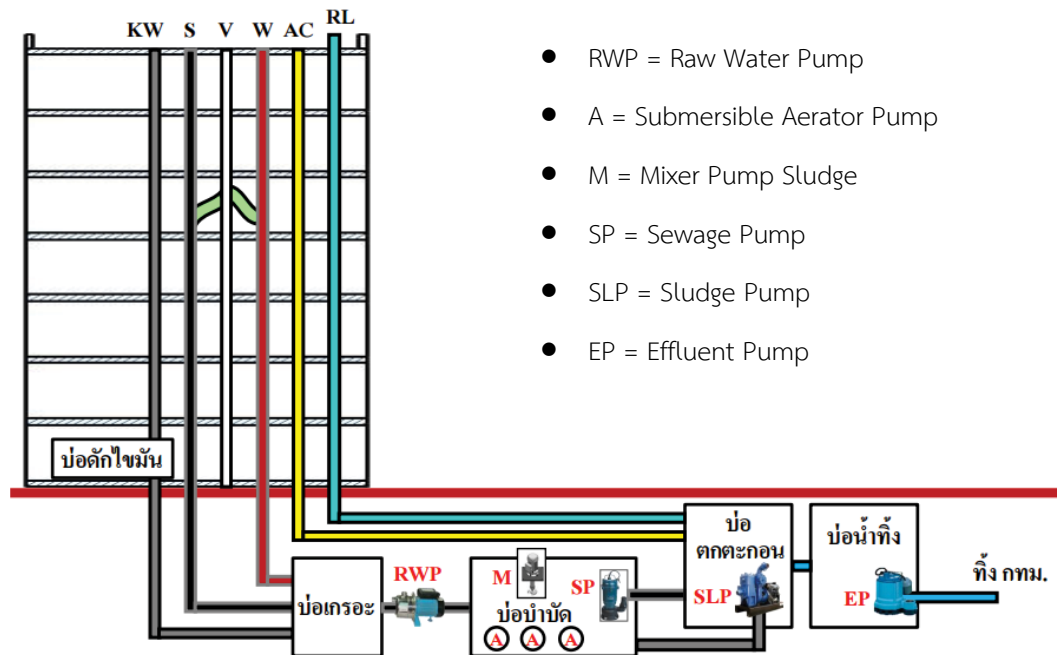 KW S V W AC RL
● RWP = Raw Water Pump
● A = Submersible Aerator Pump
● M = Mixer Pump Sludge
● SP = Sewage Pump
● SLP = Sludge Pump
● EP = Effluent Pump
บ่อดักไขมัน
บ่อเกรอะ
RWP
M
SP
บ่อบำบัด
A A A
บ่อ
ตกตะกอน
SLP
บ่อน้ำทิ้ง
EP
ทิ้ง กทม.